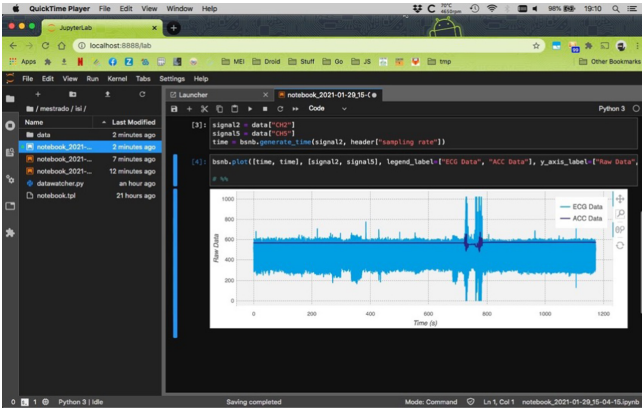 QuickTime Player File Edit View Window Help 70°C 4652rpm 98% 19:10
JupyterLab
localhost:8888/lab
Apps MEI Droid Stuff Go JS tmp Other Bookmarks
File Edit View Run Kernel Tabs Settings Help
Launcher notebook_2021-01-29_15-(
/ mestrado / isi / Code Python 3
Name Last Modified
data 2 minutes ago
notebook_2021-... 2 minutes ago
notebook_2021-... 7 minutes ago
notebook_2021-... 12 minutes ago
datawatcher.py an hour ago
notebook.tpl 21 hours ago
[3]: signal2 = data["CH2"]
signal5 = data["CH5"]
time = bsnb.generate_time(signal2, header["sampling rate"])
[4]: bsnb.plot([time, time], [signal2, signal5], legend_label=["ECG Data", "ACC Data"], y_axis_label=["Raw Data",
# %%
1000
800
600
400
200
0
Raw Data
ECG Data
ACC Data
0 200 400 600 800 1000 1200
Time (s)
0 1 Python 3 | Idle Saving completed Mode: Command Ln 1, Col 1 notebook_2021-01-29_15-04-15.ipynb